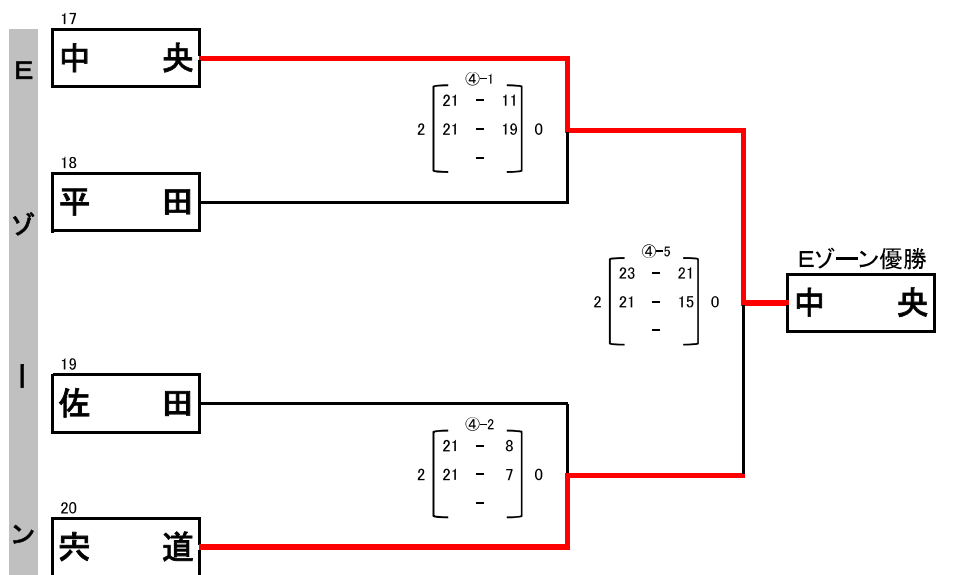 Eゾーン
17
中 央
④-1
21 - 11
2 21 - 19 0
-
18
平 田
④-5
23 - 21
2 21 - 15 0
-
Eゾーン優勝
中 央
19
佐 田
④-2
21 - 8
2 21 - 7 0
-
20
宍 道